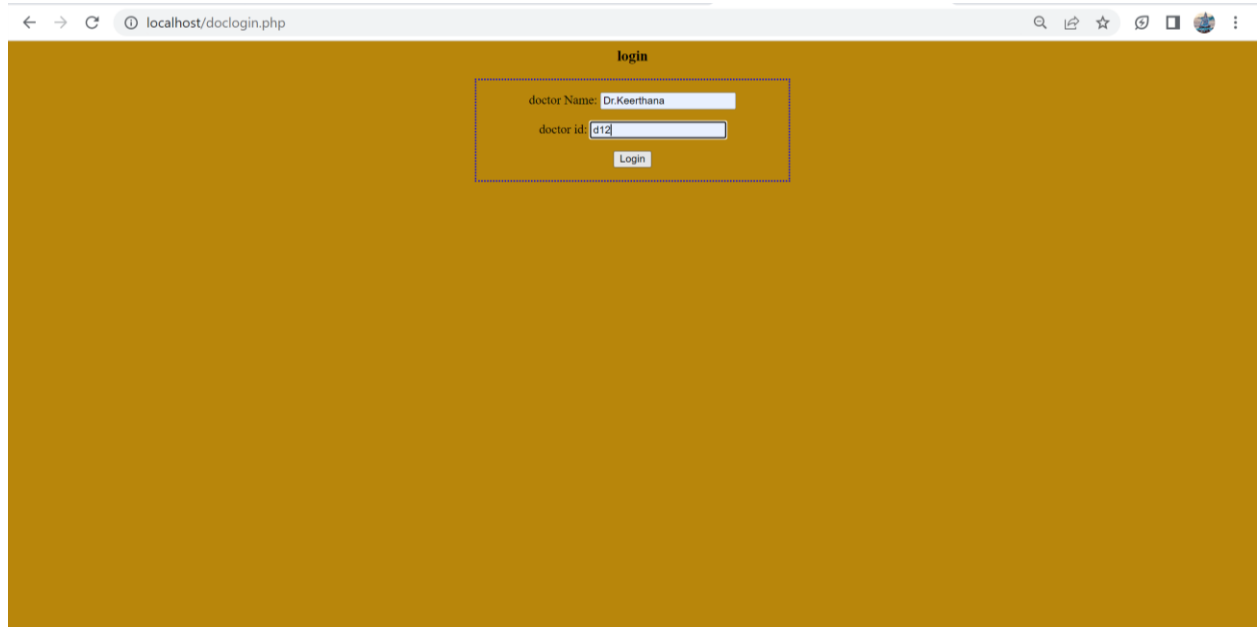 localhost/doclogin.php
login
doctor Name: Dr.Keerthana
doctor id: d12
Login